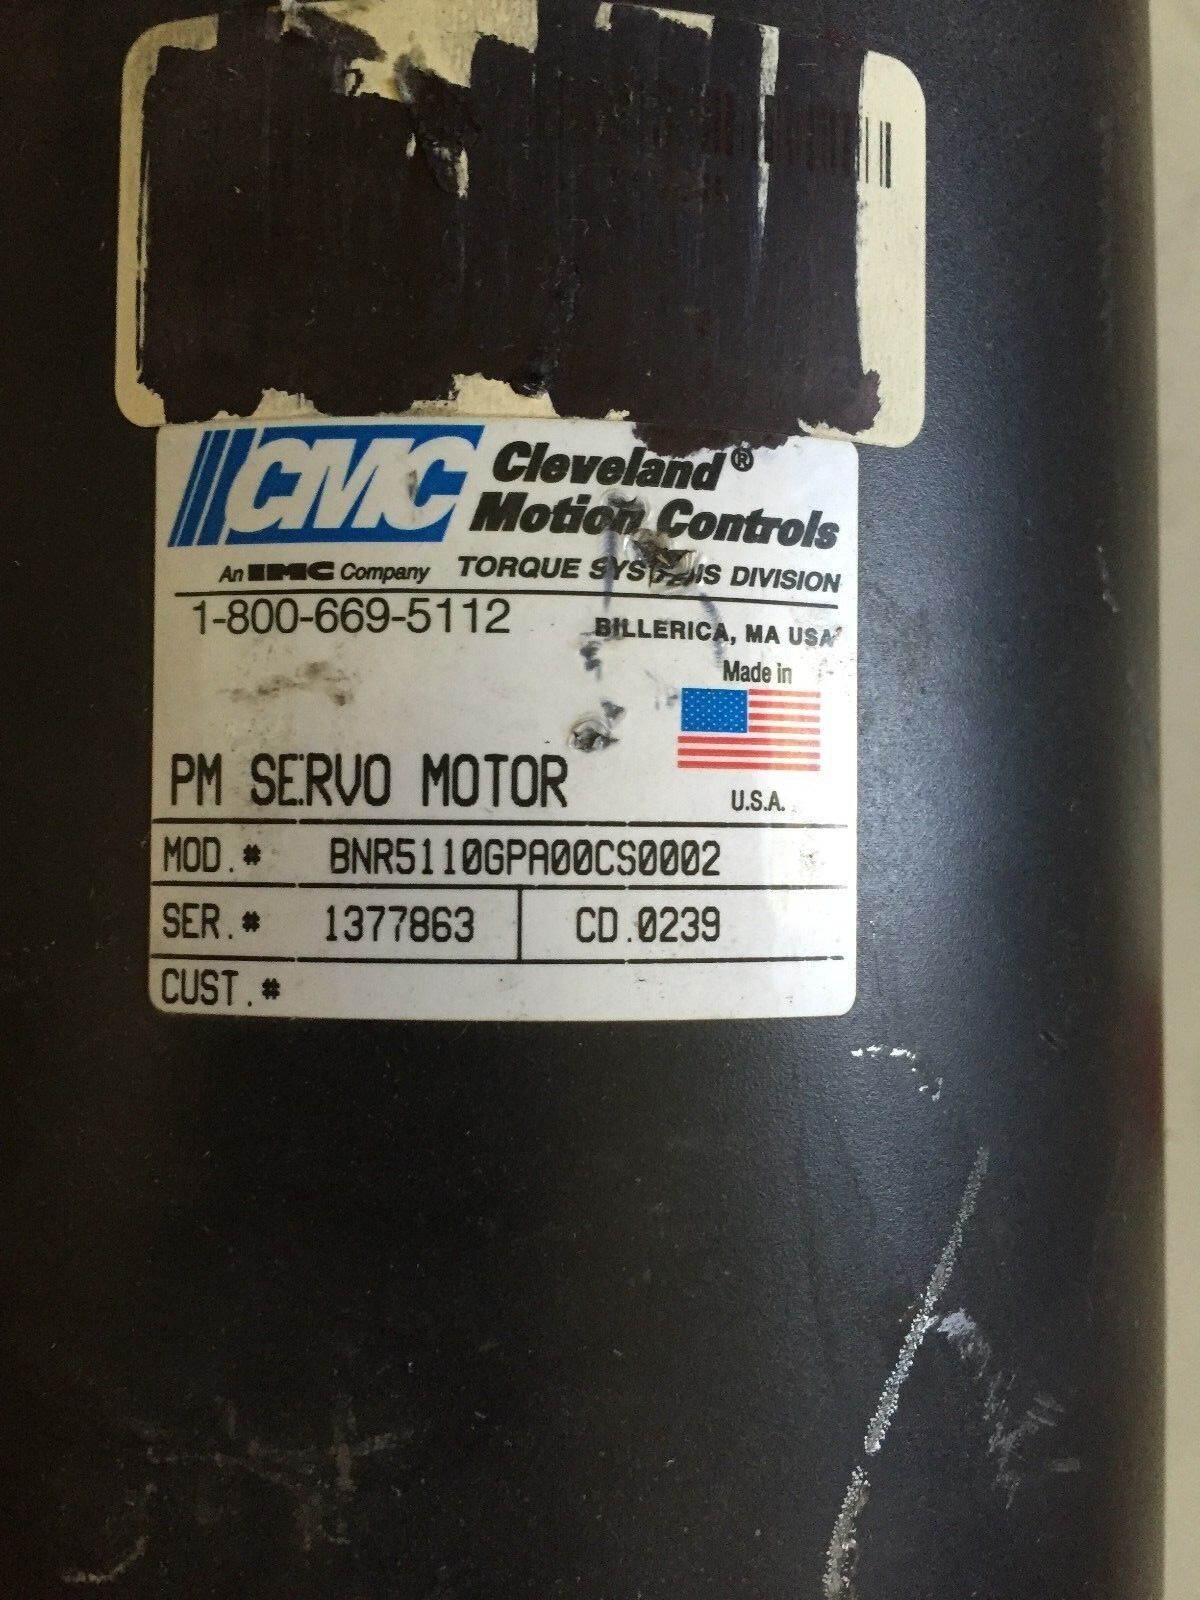 CMC Cleveland®
Motion Controls
An IMC Company TORQUE SYSTEMS DIVISION
1-800-669-5112 BILLERICA, MA USA
Made in
U.S.A.
PM SERVO MOTOR
MOD.# BNR5110GPA00CS0002
SER.# 1377863 CD.0239
CUST.#